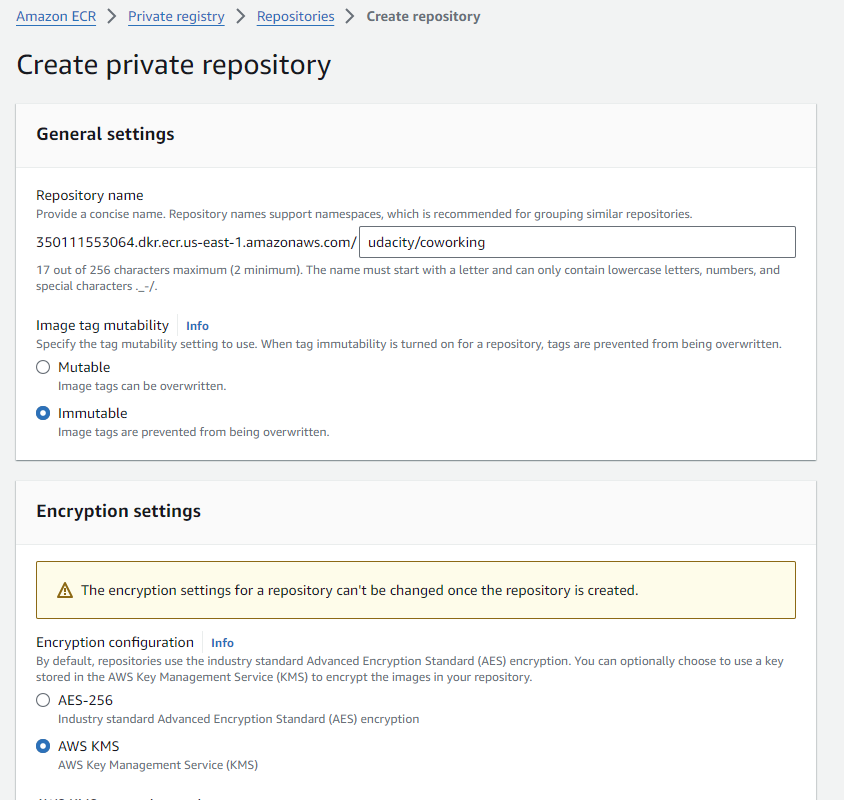 Amazon ECR > Private registry > Repositories > Create repository
Create private repository
General settings
Repository name
Provide a concise name. Repository names support namespaces, which is recommended for grouping similar repositories.
350111553064.dkr.ecr.us-east-1.amazonaws.com/ udacity/coworking
17 out of 256 characters maximum (2 minimum). The name must start with a letter and can only contain lowercase letters, numbers, and
special characters ._-/.
Image tag mutability Info
Specify the tag mutability setting to use. When tag immutability is turned on for a repository, tags are prevented from being overwritten.
Mutable
Image tags can be overwritten.
Immutable
Image tags are prevented from being overwritten.
Encryption settings
The encryption settings for a repository can't be changed once the repository is created.
Encryption configuration Info
By default, repositories use the industry standard Advanced Encryption Standard (AES) encryption. You can optionally choose to use a key
stored in the AWS Key Management Service (KMS) to encrypt the images in your repository.
AES-256
Industry standard Advanced Encryption Standard (AES) encryption
AWS KMS
AWS Key Management Service (KMS)